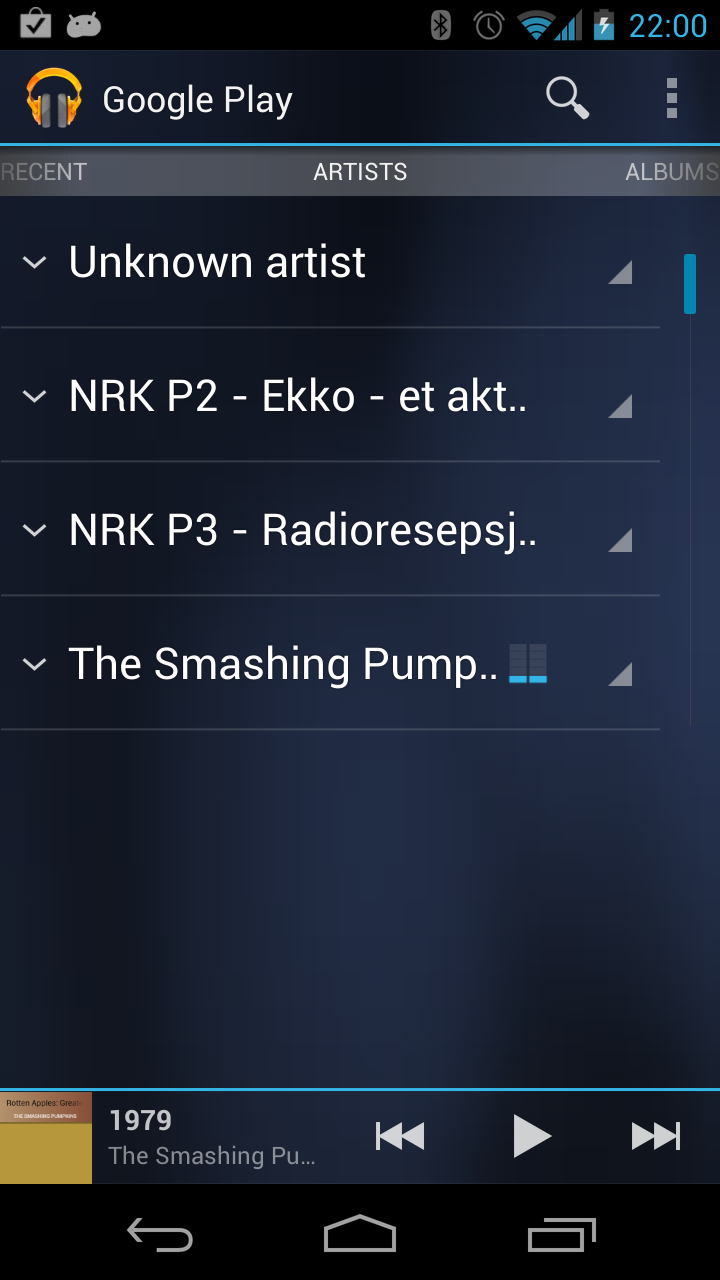 22:00
Google Play
RECENT ARTISTS ALBUMS
Unknown artist
NRK P2 - Ekko - et akt..
NRK P3 - Radioresepsj..
The Smashing Pump..
Rotten Apples: Greate
THE SMASHING PUMPKINS
1979
The Smashing Pu...